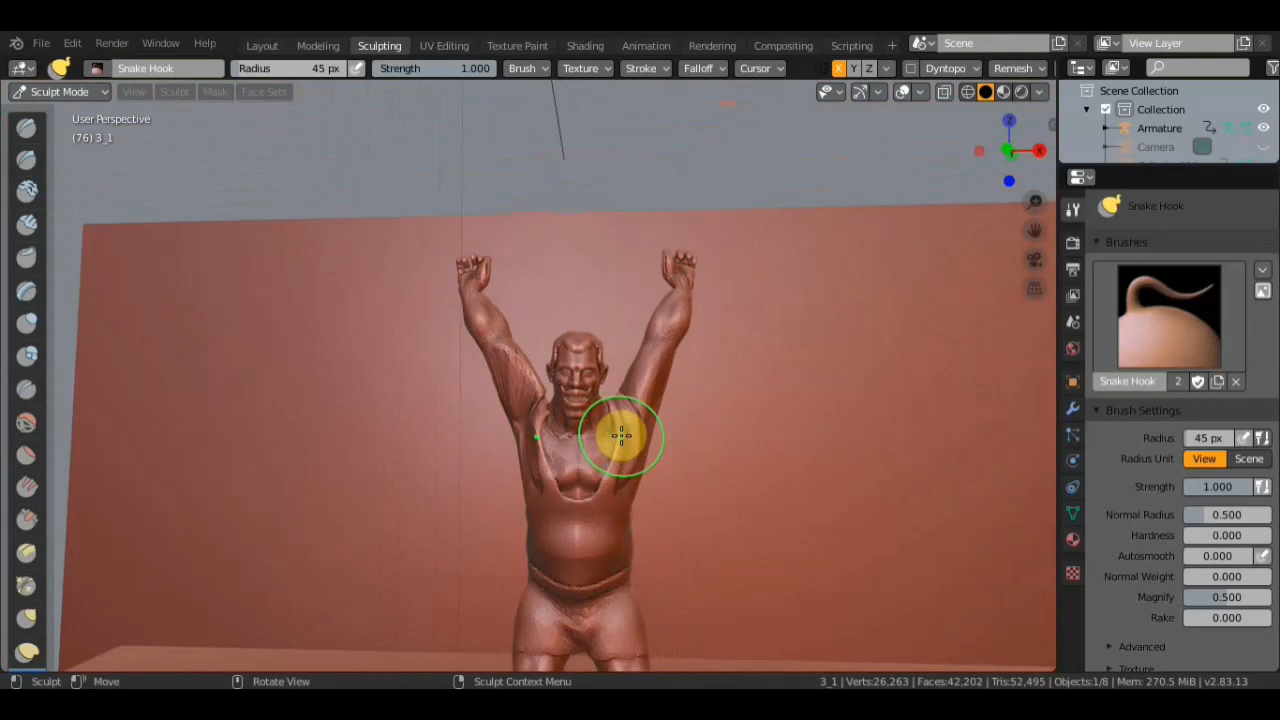 File Edit Render Window Help Layout Modeling Sculpting UV Editing Texture Paint Shading Animation Rendering Compositing Scripting + Scene View Layer
Snake Hook Radius 45 px Strength 1.000 Brush Texture Stroke Falloff Cursor X Y Z Dyntopo Remesh
Sculpt Mode View Sculpt Mask Face Sets
Scene Collection
Collection
Armature
Camera
User Perspective
(76) 3_1
Z
X
Snake Hook
Brushes
Snake Hook 2
Brush Settings
Radius 45 px
Radius Unit View Scene
Strength 1.000
Normal Radius 0.500
Hardness 0.000
Autosmooth 0.000
Normal Weight 0.000
Magnify 0.500
Rake 0.000
Advanced
Texture
Sculpt Move Rotate View Sculpt Context Menu 3_1 | Verts:26,263 | Faces:42,202 | Tris:52,495 | Objects:1/8 | Mem: 270.5 MiB | v2.83.13